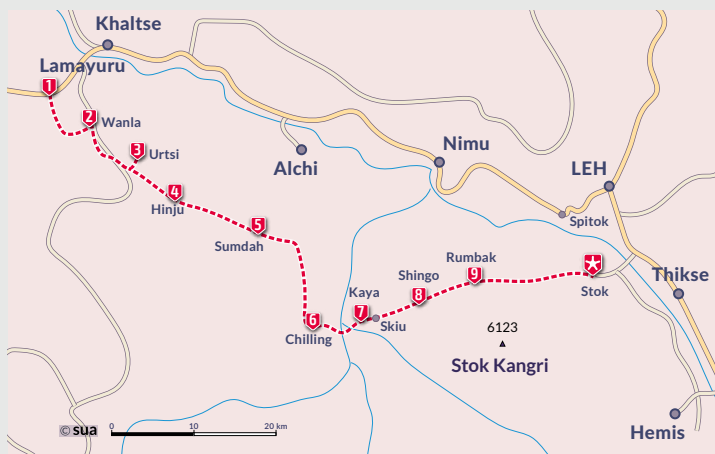 Khaltse
Lamayuru
1
2
Wanla
3
Urtsi
Nimu
Alchi
LEH
4
Hinju
5
Sumdah
Spitok
Rumbak
9
Shingo
8
Stok
Thikse
Kaya
7
Skiu
6
Chilling
6123
Stok Kangri
Hemis
© sua
0 10 20 km